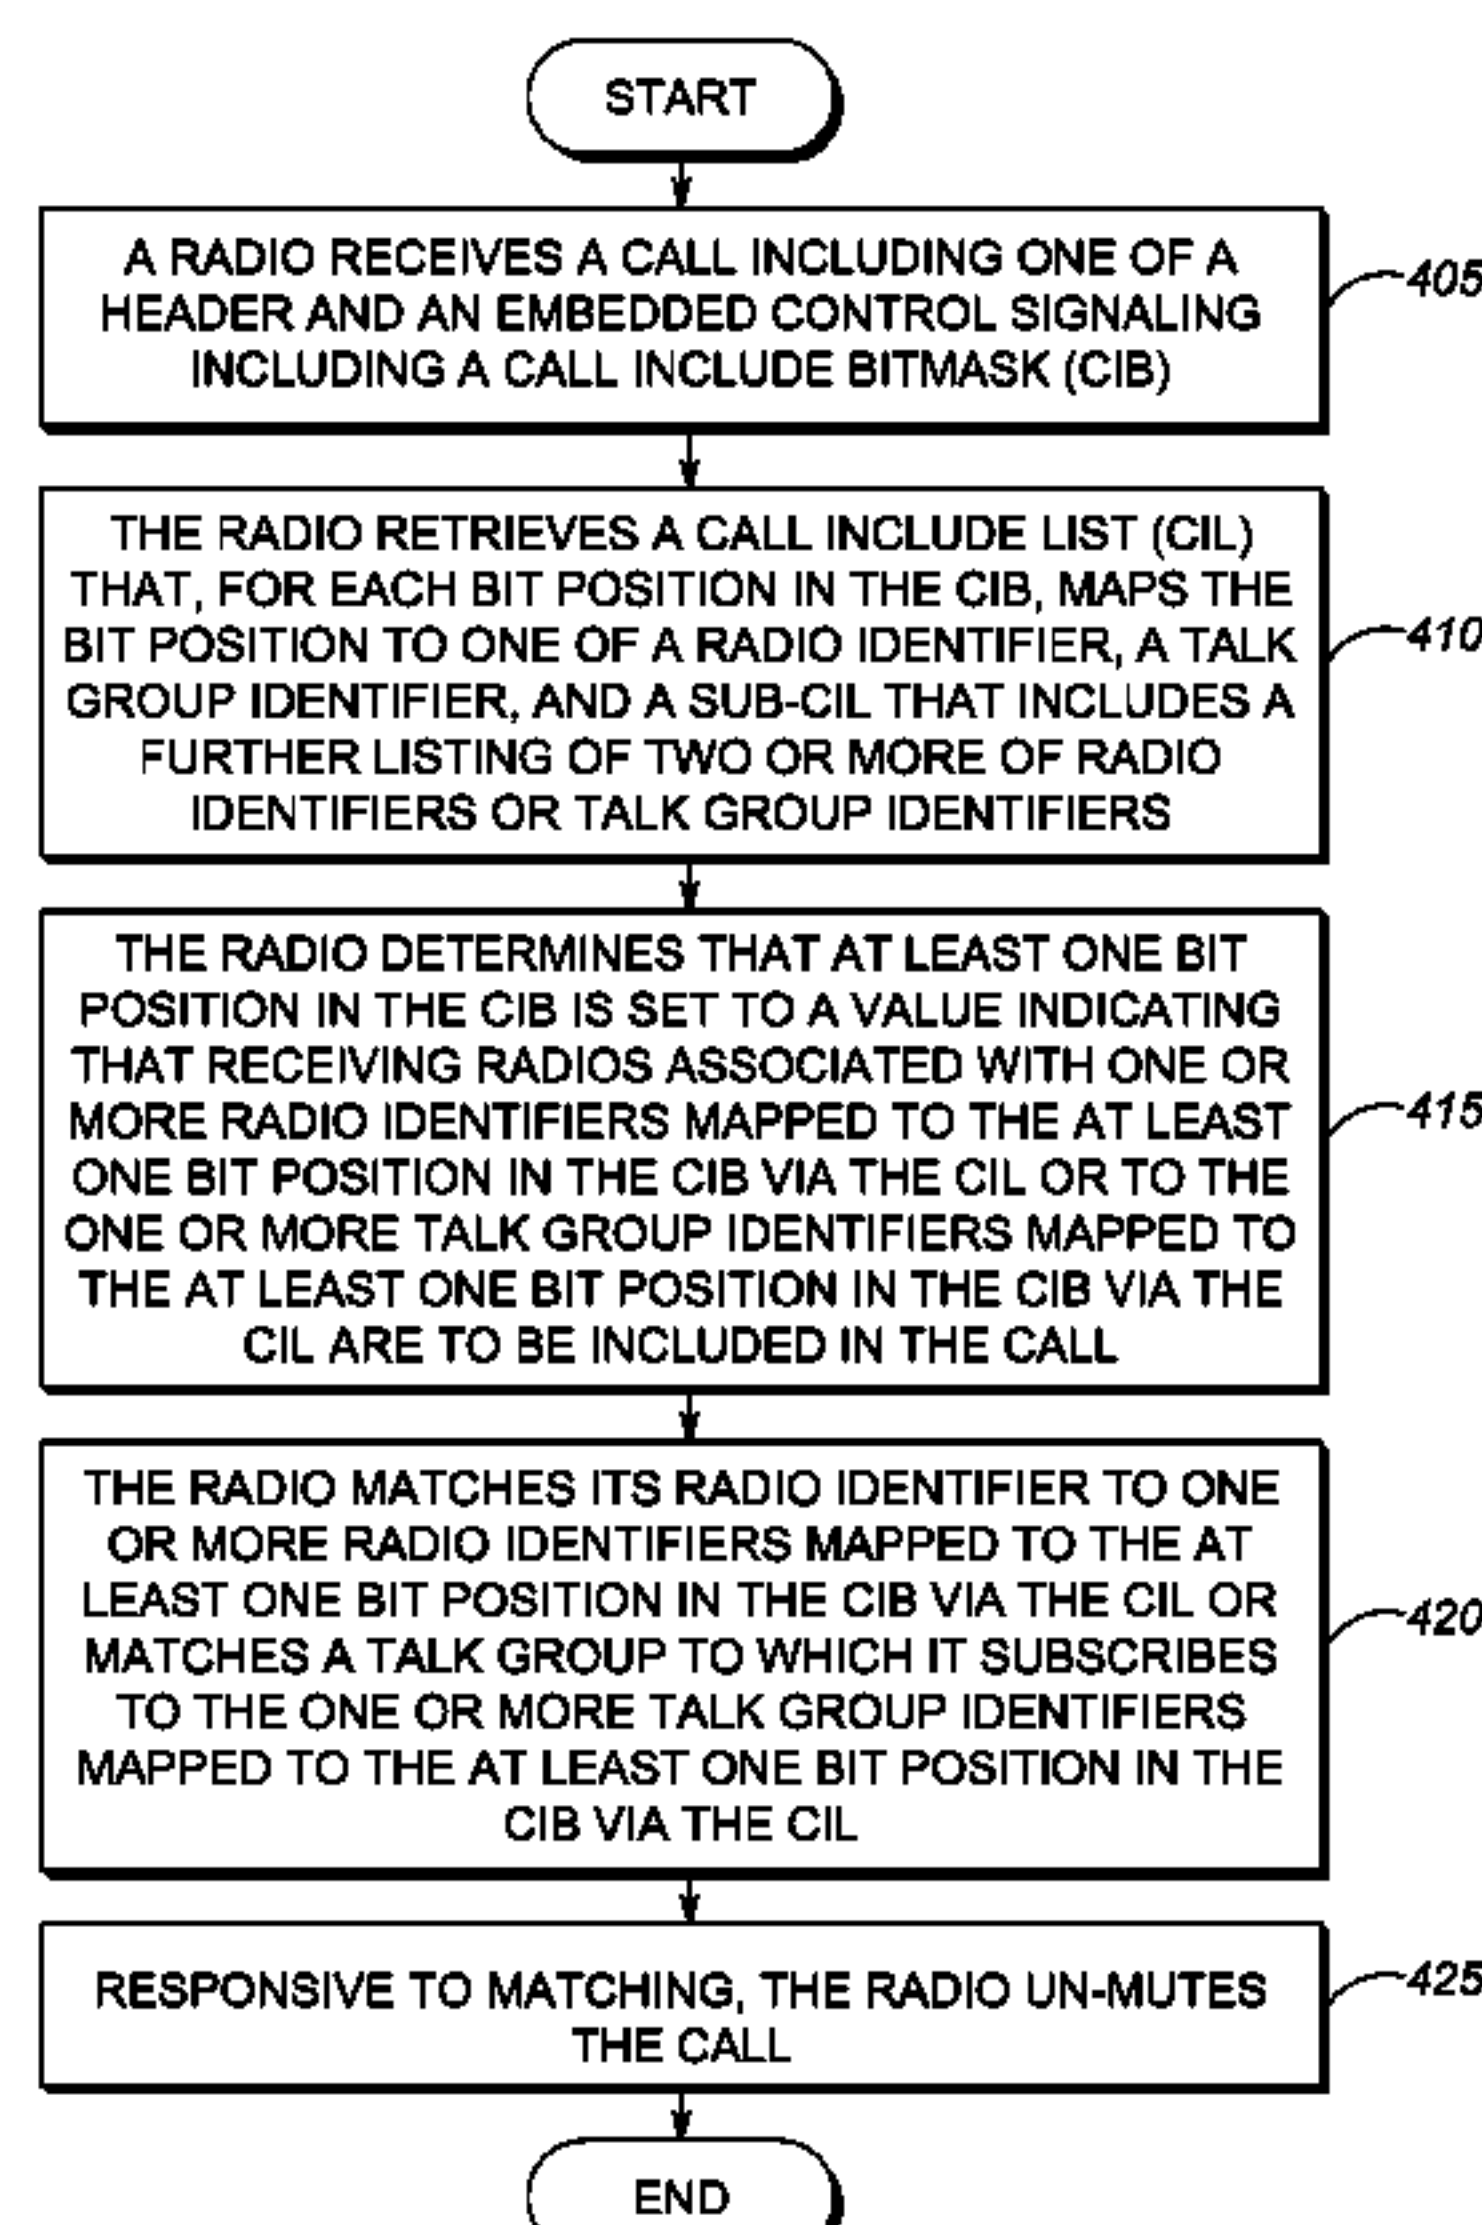 START
A RADIO RECEIVES A CALL INCLUDING ONE OF A
HEADER AND AN EMBEDDED CONTROL SIGNALING
INCLUDING A CALL INCLUDE BITMASK (CIB)
405
THE RADIO RETRIEVES A CALL INCLUDE LIST (CIL)
THAT, FOR EACH BIT POSITION IN THE CIB, MAPS THE
BIT POSITION TO ONE OF A RADIO IDENTIFIER, A TALK
GROUP IDENTIFIER, AND A SUB-CIL THAT INCLUDES A
FURTHER LISTING OF TWO OR MORE OF RADIO
IDENTIFIERS OR TALK GROUP IDENTIFIERS
410
THE RADIO DETERMINES THAT AT LEAST ONE BIT
POSITION IN THE CIB IS SET TO A VALUE INDICATING
THAT RECEIVING RADIOS ASSOCIATED WITH ONE OR
MORE RADIO IDENTIFIERS MAPPED TO THE AT LEAST
ONE BIT POSITION IN THE CIB VIA THE CIL OR TO THE
ONE OR MORE TALK GROUP IDENTIFIERS MAPPED TO
THE AT LEAST ONE BIT POSITION IN THE CIB VIA THE
CIL ARE TO BE INCLUDED IN THE CALL
415
THE RADIO MATCHES ITS RADIO IDENTIFIER TO ONE
OR MORE RADIO IDENTIFIERS MAPPED TO THE AT
LEAST ONE BIT POSITION IN THE CIB VIA THE CIL OR
MATCHES A TALK GROUP TO WHICH IT SUBSCRIBES
TO THE ONE OR MORE TALK GROUP IDENTIFIERS
MAPPED TO THE AT LEAST ONE BIT POSITION IN THE
CIB VIA THE CIL
420
RESPONSIVE TO MATCHING, THE RADIO UN-MUTES
THE CALL
425
END